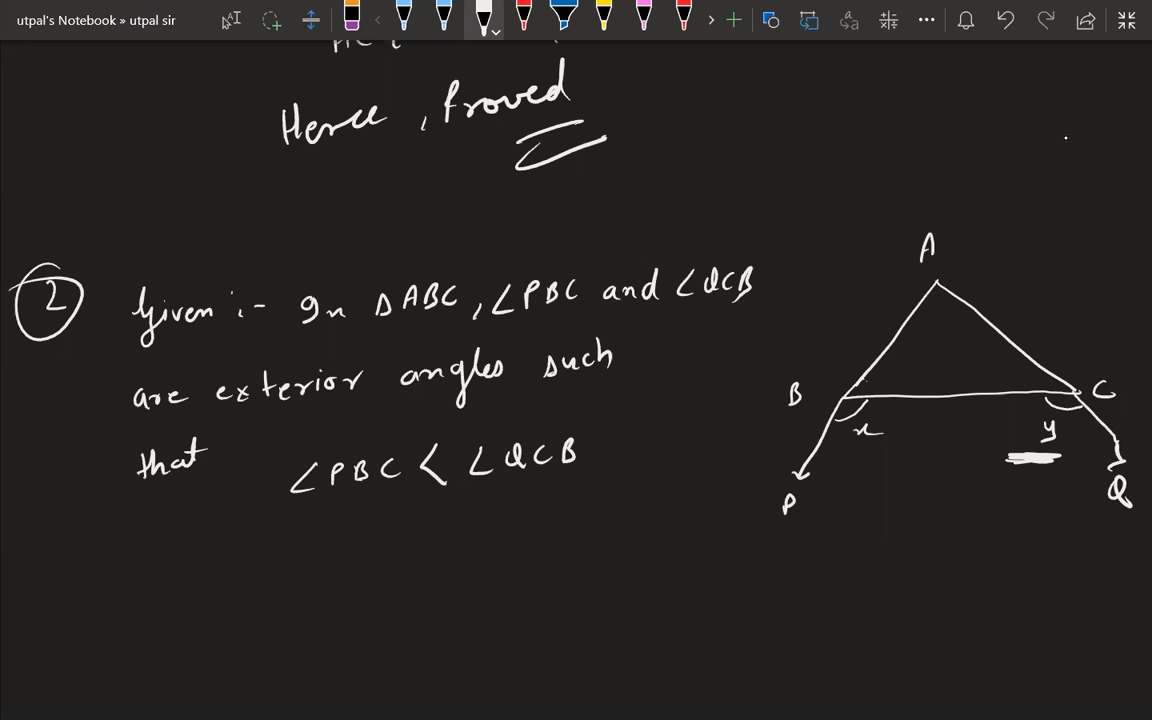 utpal's Notebook » utpal sir
Hence, Proved
2 Given :- In △ABC, ∠PBC and ∠QCB
are exterior angles such
that ∠PBC < ∠QCB
A
B
C
x
y
P
Q